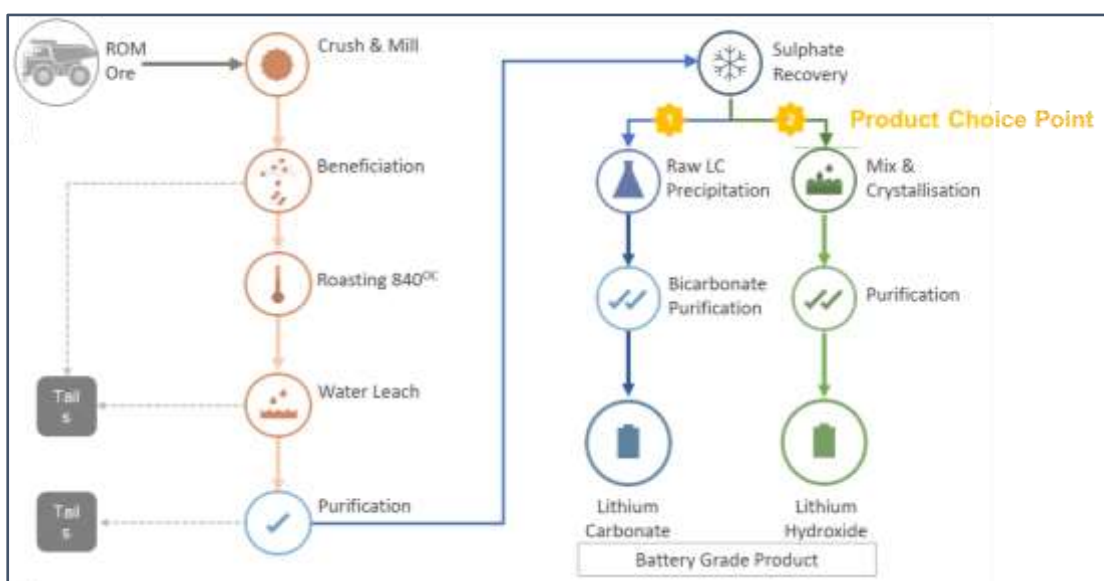 ROM
Ore
Crush & Mill
Beneficiation
Roasting 840ᴼᶜ
Water Leach
Purification
Tail
s
Tail
s
Sulphate
Recovery
1
2
Product Choice Point
Raw LC
Precipitation
Mix &
Crystallisation
Bicarbonate
Purification
Purification
Lithium
Carbonate
Lithium
Hydroxide
Battery Grade Product